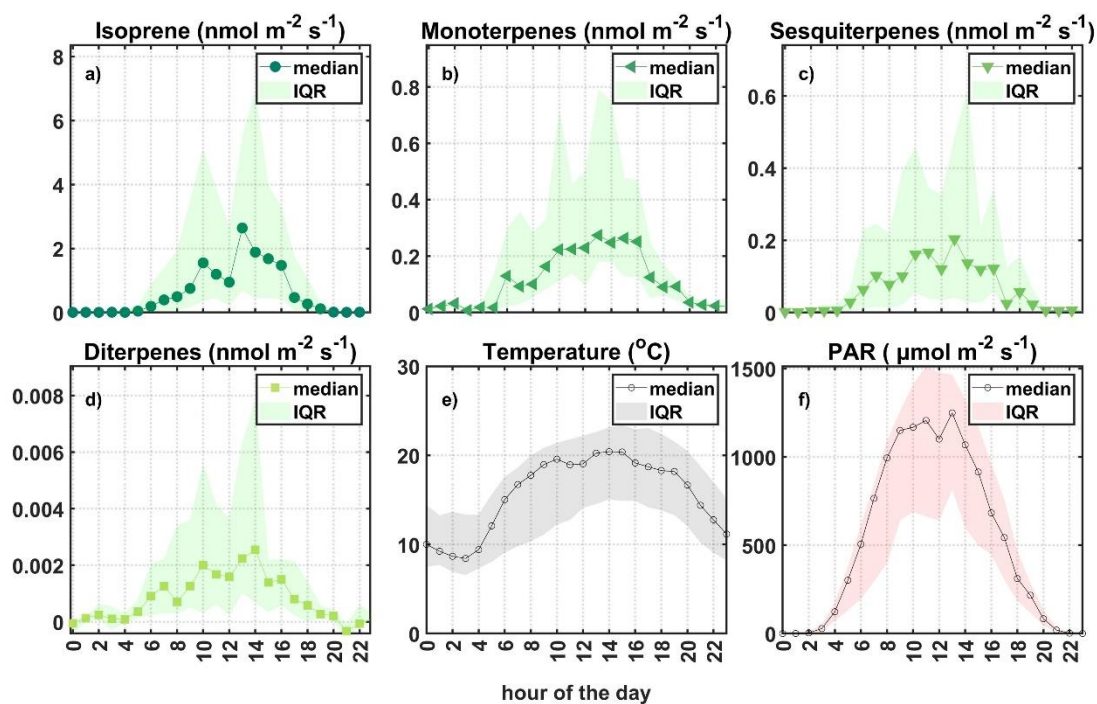 Isoprene (nmol m⁻² s⁻¹)
a)
median
IQR
8
6
4
2
0
Monoterpenes (nmol m⁻² s⁻¹)
b)
median
IQR
0.8
0.6
0.4
0.2
0
Sesquiterpenes (nmol m⁻² s⁻¹)
c)
median
IQR
0.6
0.4
0.2
0
Diterpenes (nmol m⁻² s⁻¹)
d)
median
IQR
0.008
0.006
0.004
0.002
0
0 2 4 6 8 10 12 14 16 18 20 22
Temperature (°C)
e)
median
IQR
30
20
10
0
0 2 4 6 8 10 12 14 16 18 20 22
PAR ( μmol m⁻² s⁻¹)
f)
median
IQR
1500
1000
500
0
0 2 4 6 8 10 12 14 16 18 20 22
hour of the day